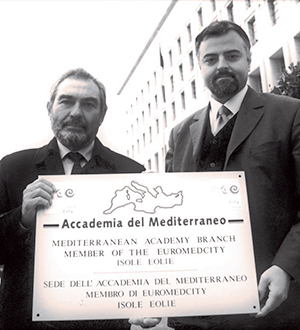 Accademia del Mediterraneo
MEDITERRANEAN ACADEMY BRANCH
MEMBER OF THE EUROMEDCITY
ISOLE EOLIE
SEDE DELL' ACCADEMIA DEL MEDITERRANEO
MEMBRO DI EUROMEDCITY
ISOLE EOLIE